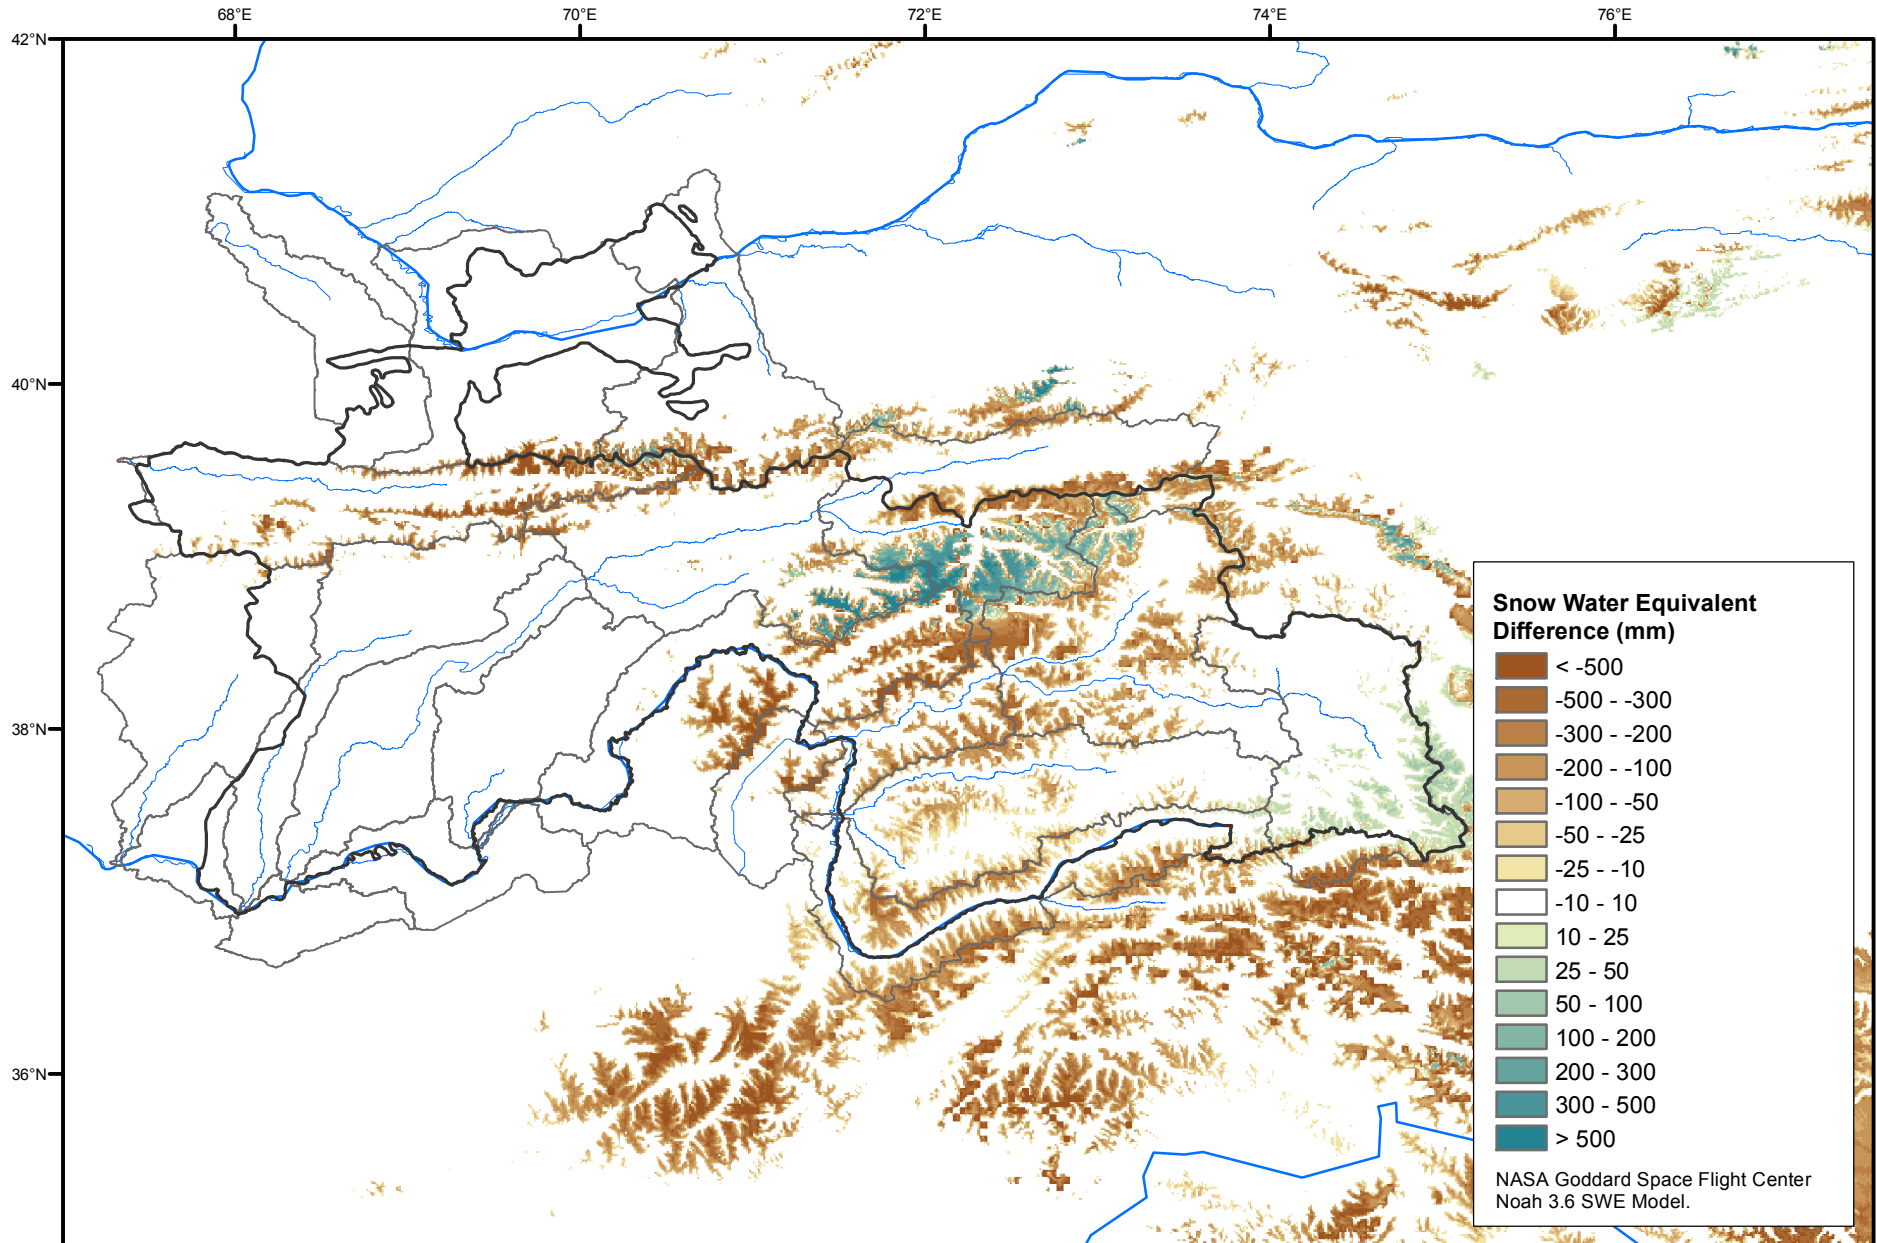 68°E 70°E 72°E 74°E 76°E
42°N
40°N
38°N
36°N
Snow Water Equivalent
Difference (mm)
< -500
-500 - -300
-300 - -200
-200 - -100
-100 - -50
-50 - -25
-25 - -10
-10 - 10
10 - 25
25 - 50
50 - 100
100 - 200
200 - 300
300 - 500
> 500
NASA Goddard Space Flight Center
Noah 3.6 SWE Model.